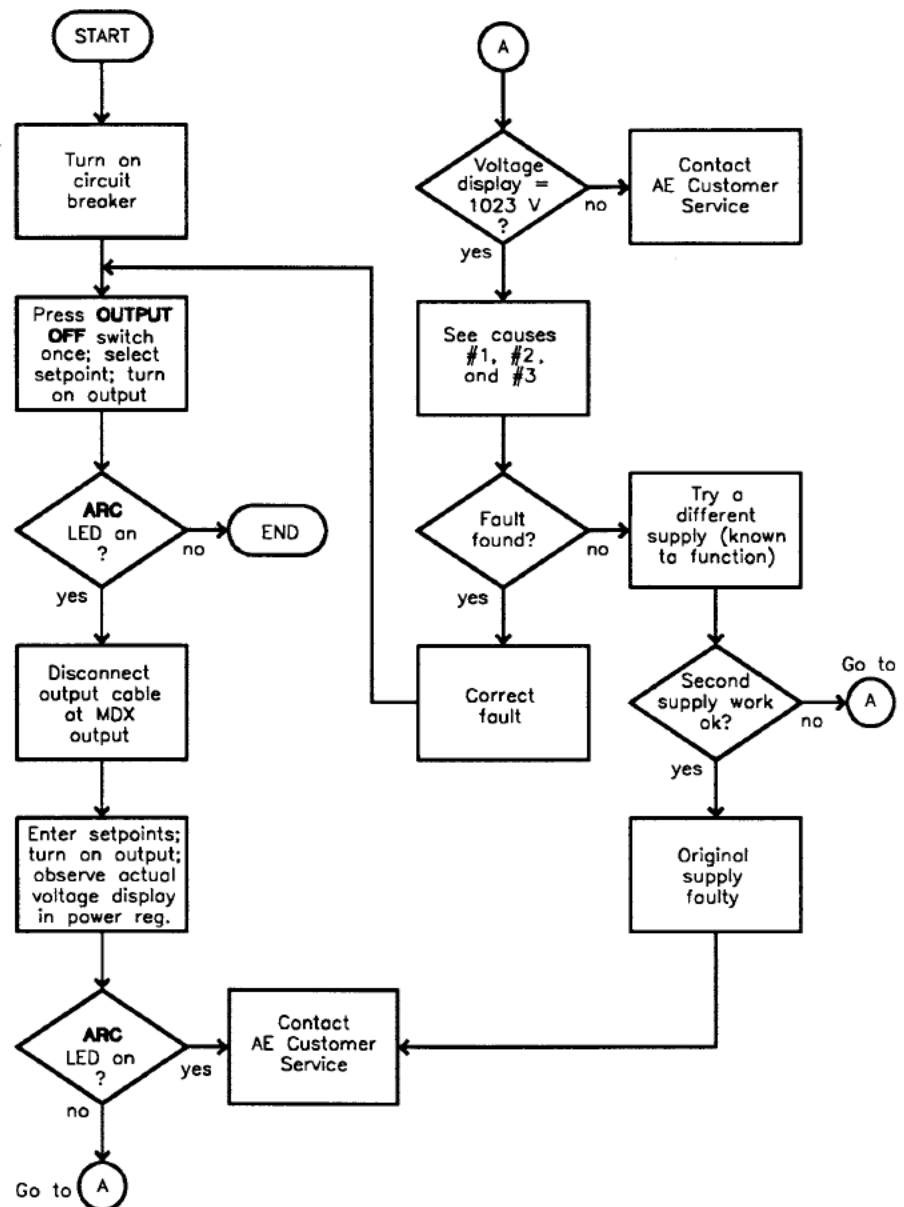 START
Turn on
circuit
breaker
Press OUTPUT
OFF switch
once; select
setpoint; turn
on output
ARC
LED on
?
no
END
yes
Disconnect
output cable
at MDX
output
Enter setpoints;
turn on output;
observe actual
voltage display
in power reg.
ARC
LED on
?
yes
Contact
AE Customer
Service
no
Go to
A
A
Voltage
display =
1023 V
?
no
Contact
AE Customer
Service
yes
See causes
#1, #2,
and #3
Fault
found?
no
Try a
different
supply (known
to function)
yes
Correct
fault
Second
supply work
ok?
no
Go to
A
yes
Original
supply
faulty